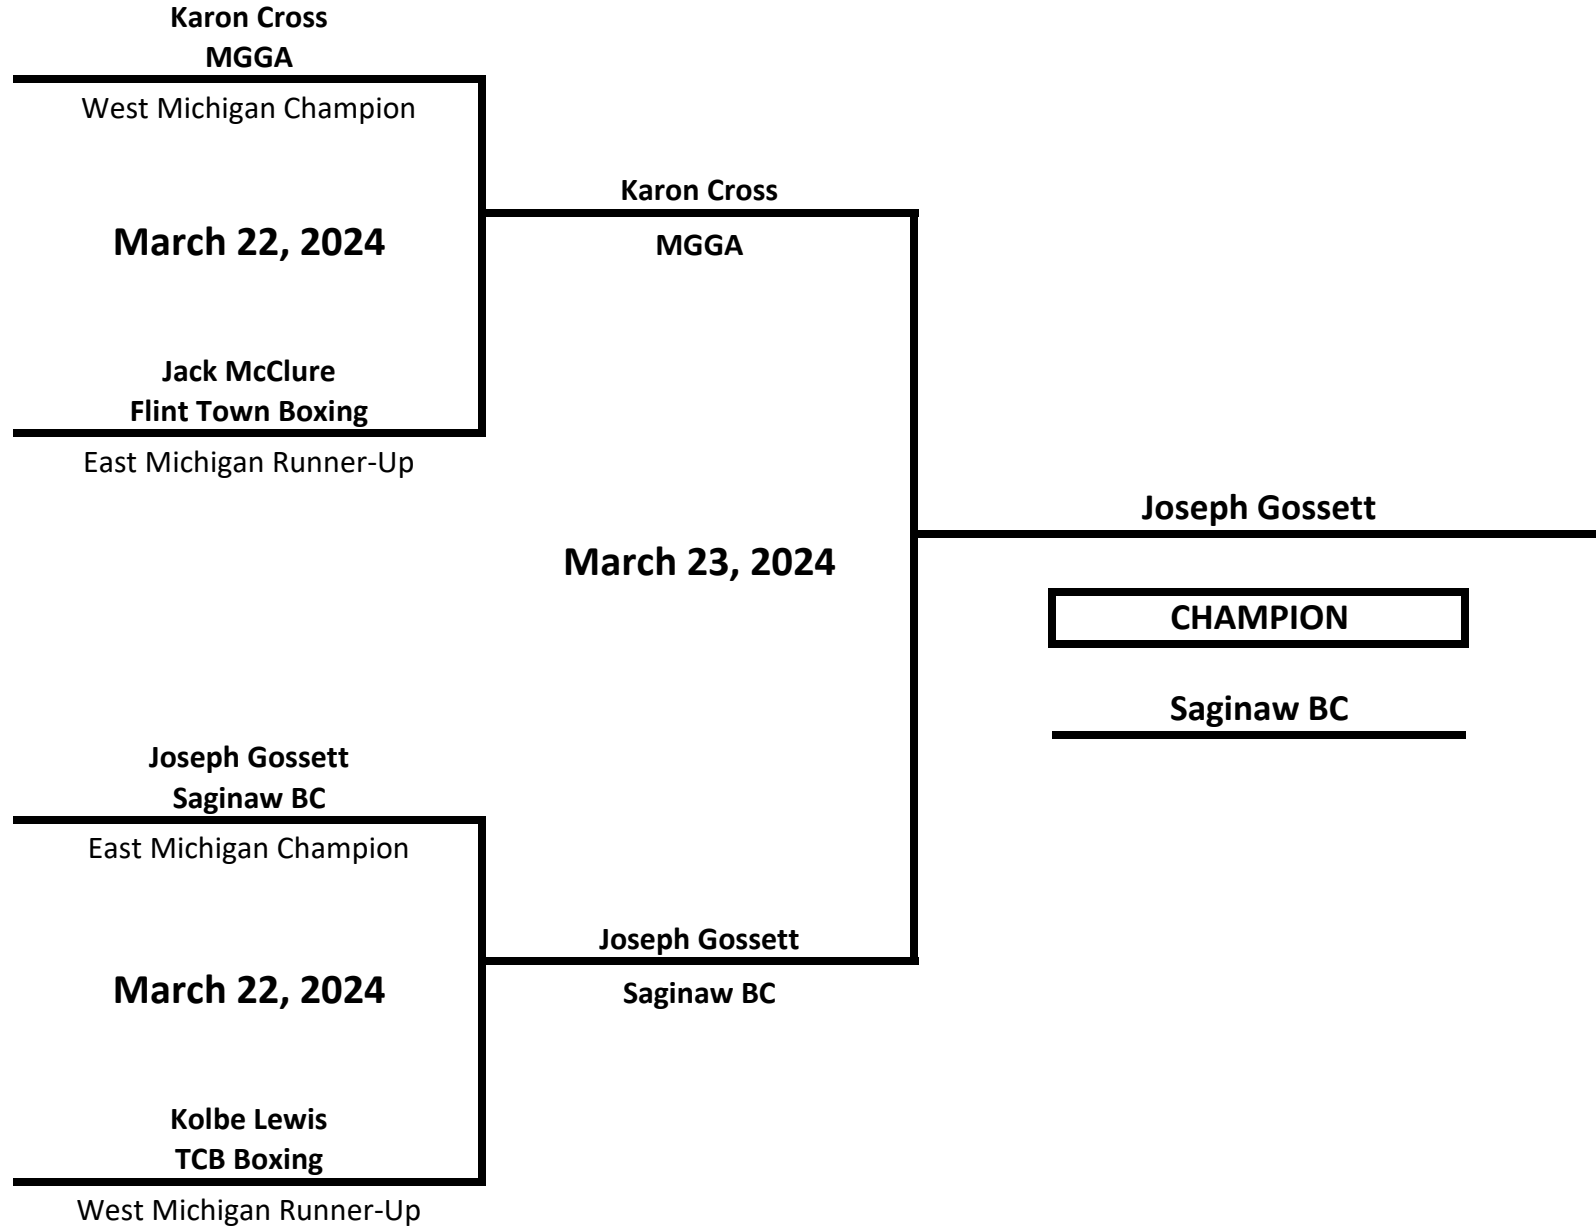 Karon Cross
MGGA
West Michigan Champion
March 22, 2024
Jack McClure
Flint Town Boxing
East Michigan Runner-Up
Karon Cross
MGGA
March 23, 2024
Joseph Gossett
CHAMPION
Saginaw BC
Joseph Gossett
Saginaw BC
East Michigan Champion
March 22, 2024
Kolbe Lewis
TCB Boxing
West Michigan Runner-Up
Joseph Gossett
Saginaw BC